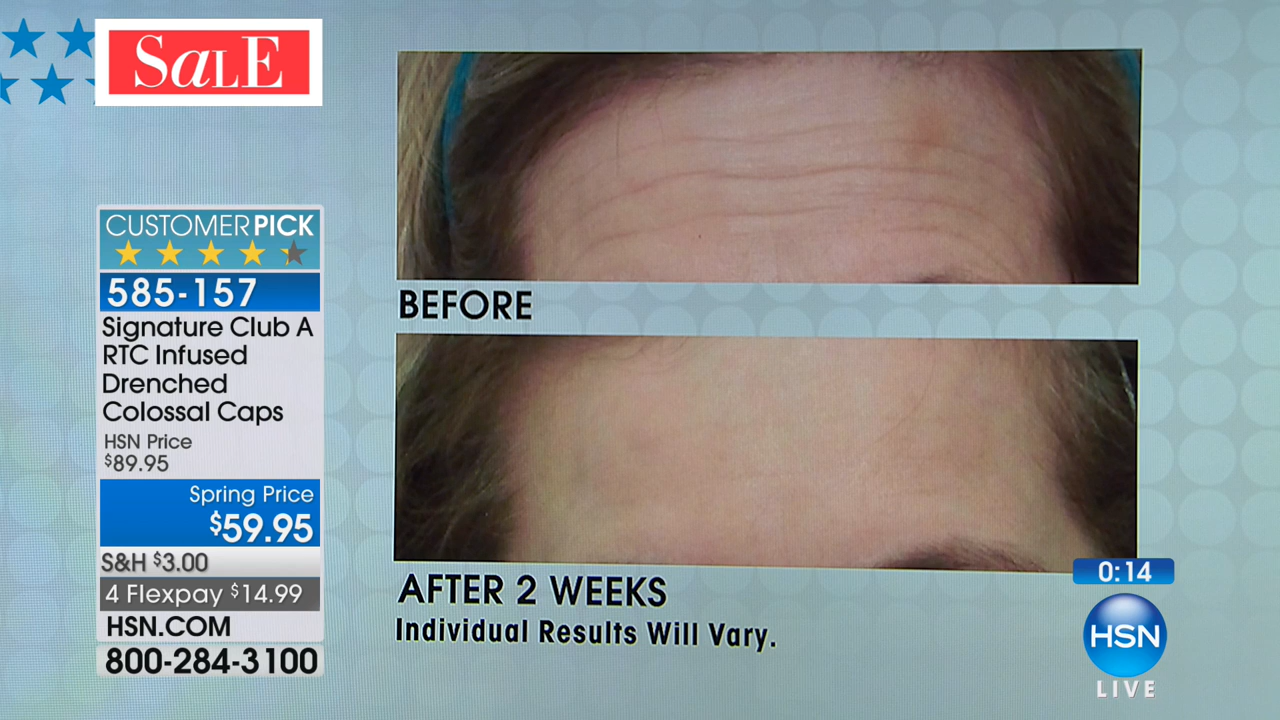 SaLE
CUSTOMERPICK
585-157
Signature Club A
RTC Infused
Drenched
Colossal Caps
HSN Price
$89.95
Spring Price
$59.95
S&H $3.00
4 Flexpay $14.99
HSN.COM
800-284-3100
BEFORE
AFTER 2 WEEKS
Individual Results Will Vary.
0:14
HSN
LIVE